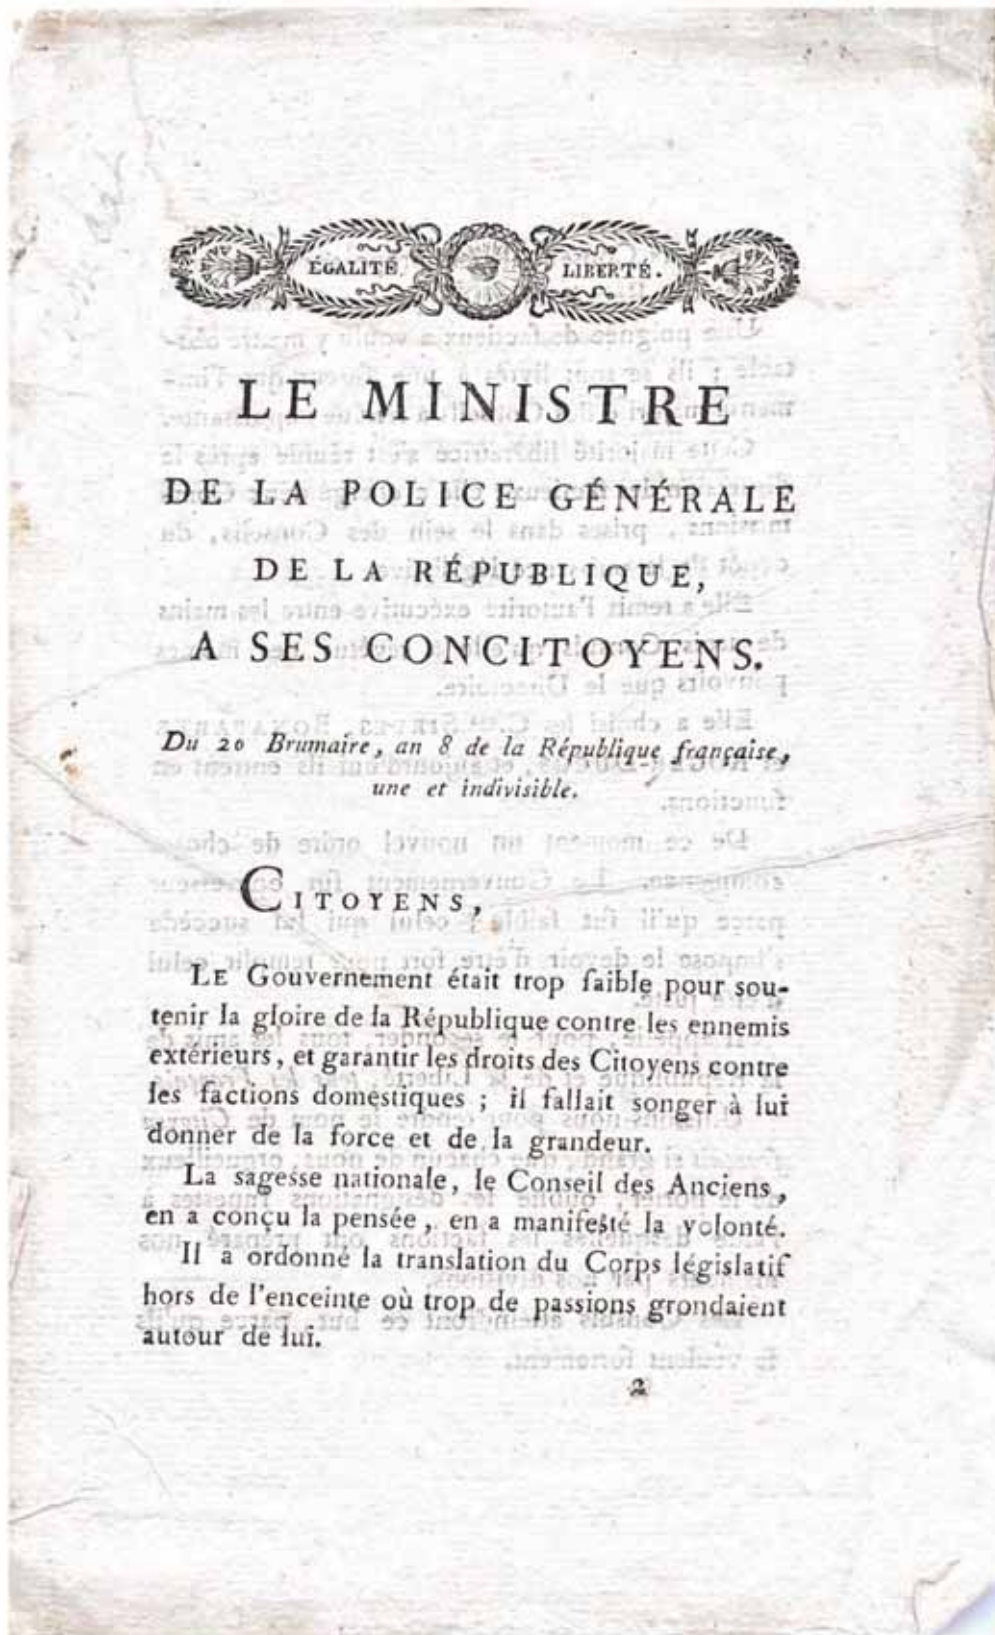 ÉGALITÉ. LIBERTÉ.
LE MINISTRE
DE LA POLICE GÉNÉRALE
DE LA RÉPUBLIQUE,
A SES CONCITOYENS.
Du 20 Brumaire, an 8 de la République française,
une et indivisible.
CITOYENS,
LE Gouvernement était trop faible pour sou-
tenir la gloire de la République contre les ennemis
extérieurs, et garantir les droits des Citoyens contre
les factions domestiques ; il fallait songer à lui
donner de la force et de la grandeur.
La sagesse nationale, le Conseil des Anciens,
en a conçu la pensée, en a manifesté la volonté.
Il a ordonné la translation du Corps législatif
hors de l'enceinte où trop de passions grondaient
autour de lui.
2